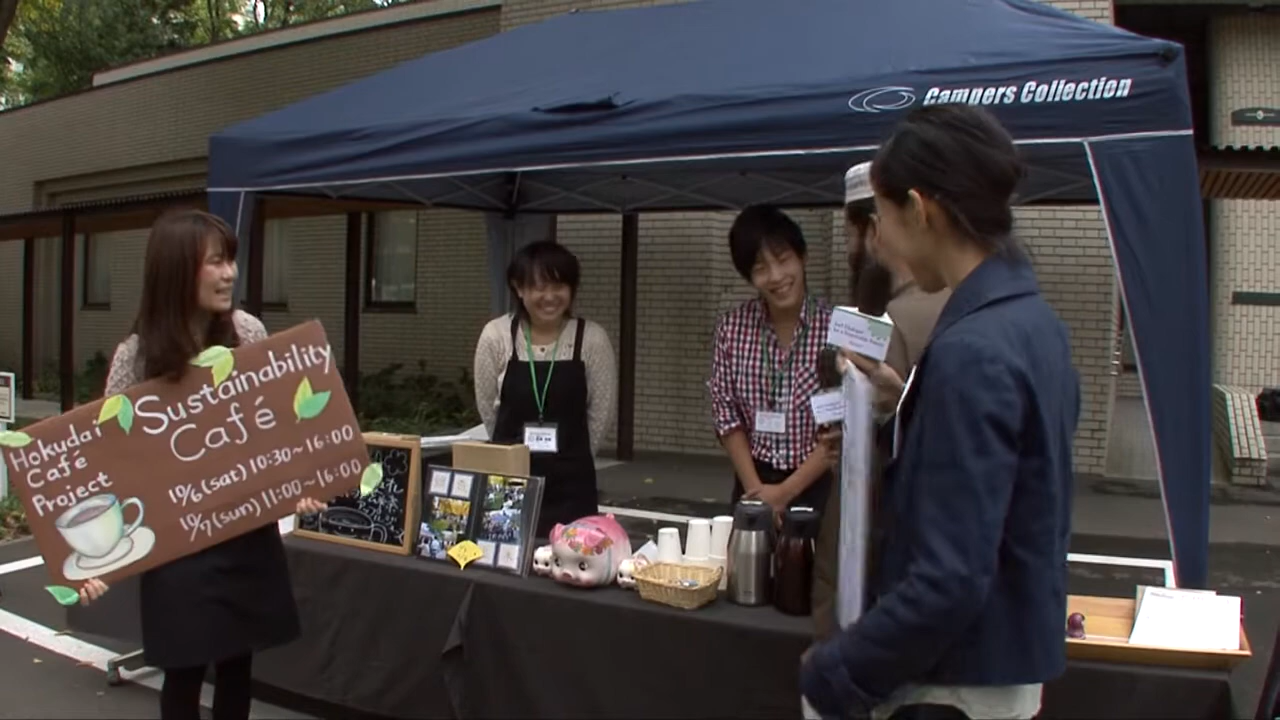 Campers Collection
Sustainability
Café
Hokudai
Café
Project
10/6(sat) 10:30~16:00
10/7(sun) 11:00~16:00